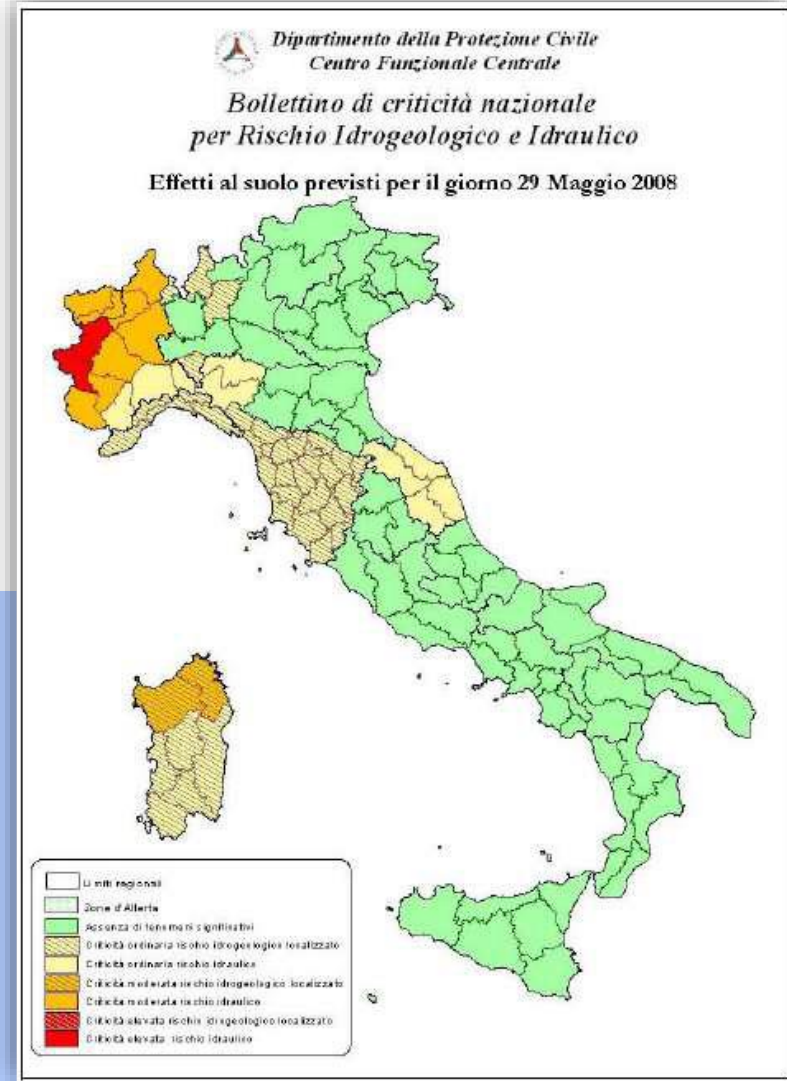 Dipartimento della Protezione Civile
Centro Funzionale Centrale
Bollettino di criticità nazionale
per Rischio Idrogeologico e Idraulico
Effetti al suolo previsti per il giorno 29 Maggio 2008
Limiti regionali
Zone d'Allerta
Assenza di fenomeni significativi
Criticità ordinaria rischio idrogeologico localizzato
Criticità ordinaria rischio idraulico
Criticità moderata rischio idrogeologico localizzato
Criticità moderata rischio idraulico
Criticità elevata rischio idrogeologico localizzato
Criticità elevata rischio idraulico